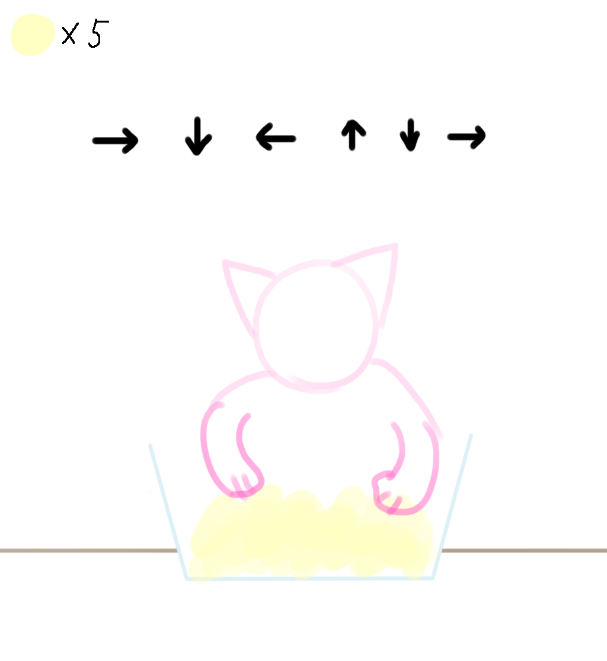 x 5
→ ↓ ← ↑ ↓ →